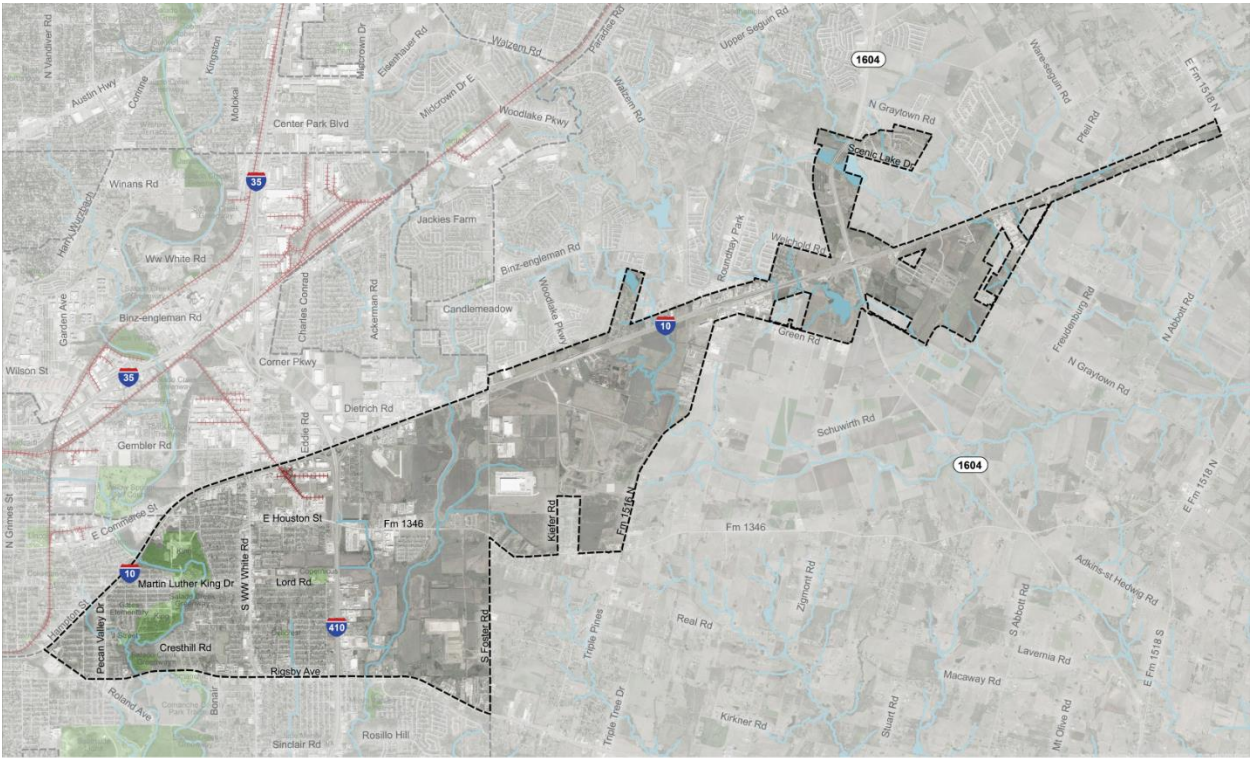 N Vandiver Rd
Austin Hwy
Corinne
Kingston
Molokai
Midcrown Dr
Eisenhauer Rd
Walzem Rd
Paradise Rd
Upper Seguin Rd
Midcrown Dr E
Woodlake Pkwy
Walzem Rd
1604
Ware-seguin Rd
E Fm 1518 N
N Graytown Rd
Pfeil Rd
Center Park Blvd
Scenic Lake Dr
Winans Rd
35
Harry Wurzbach
Jackies Farm
Ww White Rd
Binz-engleman Rd
Roundhay Park
Weichold Rd
Garden Ave
Charles Conrad
Ackerman Rd
Candlemeadow
Woodlake Pkwy
Binz-engleman Rd
10
Green Rd
Freudenburg Rd
N Abbott Rd
Corner Pkwy
Wilson St
35
N Graytown Rd
Dietrich Rd
Eddie Rd
Gembler Rd
Schuwirth Rd
1604
E Fm 1518 N
N Grimes St
E Commerce St
E Houston St
Fm 1346
Kiefer Rd
Fm 1516 N
Fm 1346
10
Martin Luther King Dr
S WW White Rd
Lord Rd
Zigmont Rd
Adkins-st Hedwig Rd
Hampton St
Pecan Valley Dr
Cresthill Rd
410
S Foster Rd
Triple Pines
Real Rd
S Abbott Rd
Lavernia Rd
E Fm 1518 S
Rigsby Ave
Macaway Rd
Roland Ave
Bonair
Triple Tree Dr
Kirkner Rd
Stuart Rd
Mt Olive Rd
Sinclair Rd
Rosillo Hill